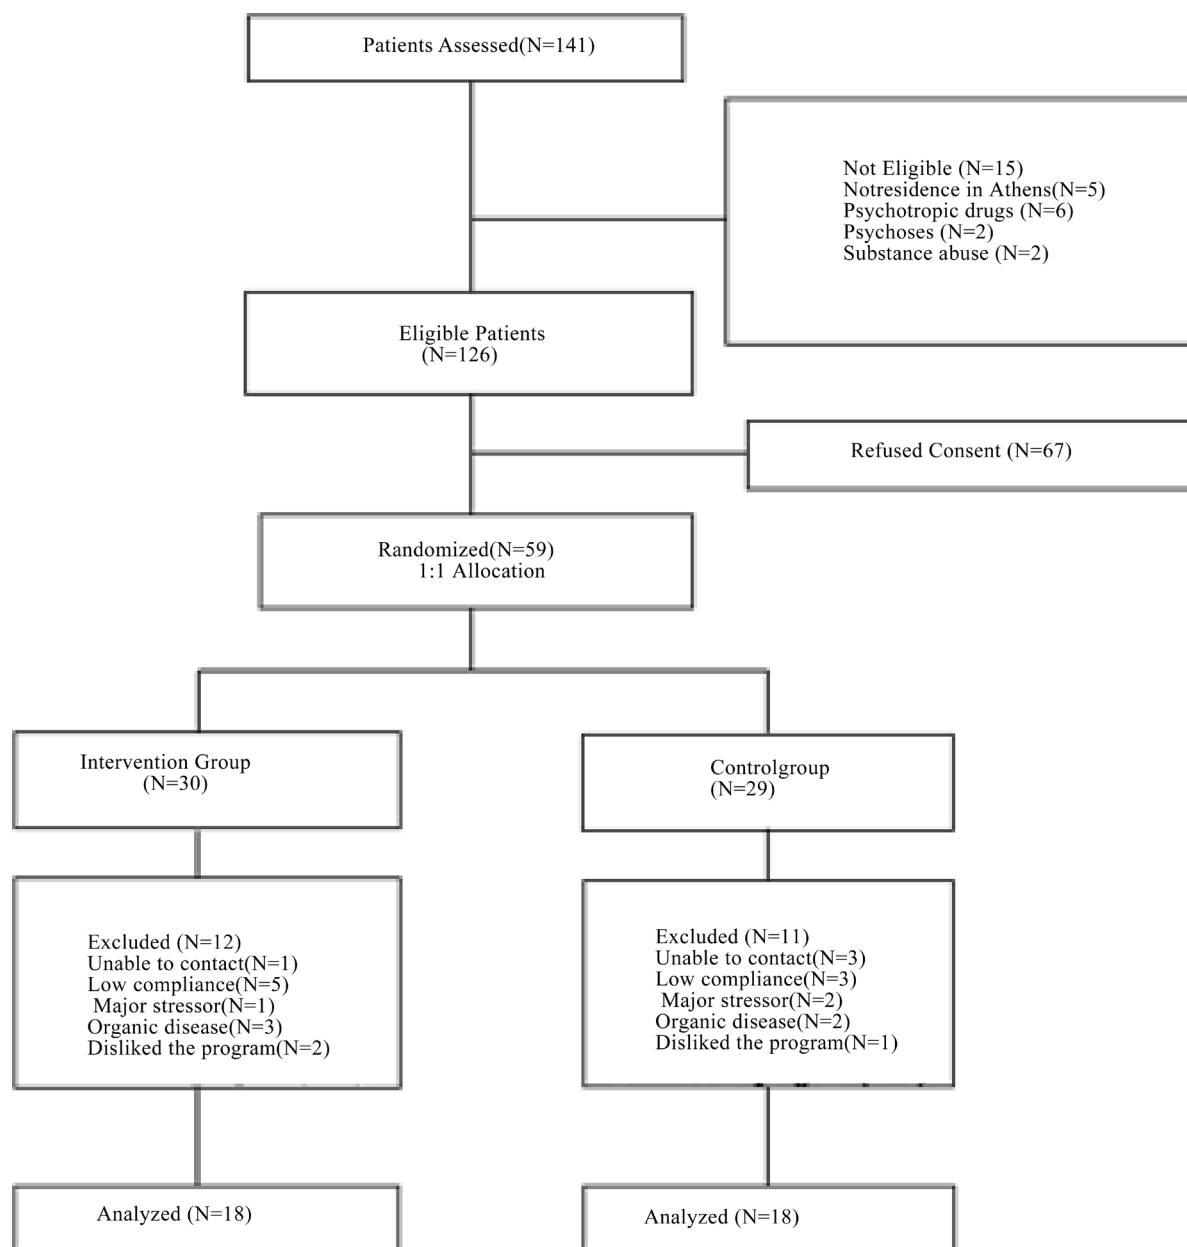 Patients Assessed(N=141)
Not Eligible (N=15)
Notresidence in Athens(N=5)
Psychotropic drugs (N=6)
Psychoses (N=2)
Substance abuse (N=2)
Eligible Patients
(N=126)
Refused Consent (N=67)
Randomized(N=59)
1:1 Allocation
Intervention Group
(N=30)
Controlgroup
(N=29)
Excluded (N=12)
Unable to contact(N=1)
Low compliance(N=5)
Major stressor(N=1)
Organic disease(N=3)
Disliked the program(N=2)
Excluded (N=11)
Unable to contact(N=3)
Low compliance(N=3)
Major stressor(N=2)
Organic disease(N=2)
Disliked the program(N=1)
Analyzed (N=18)
Analyzed (N=18)